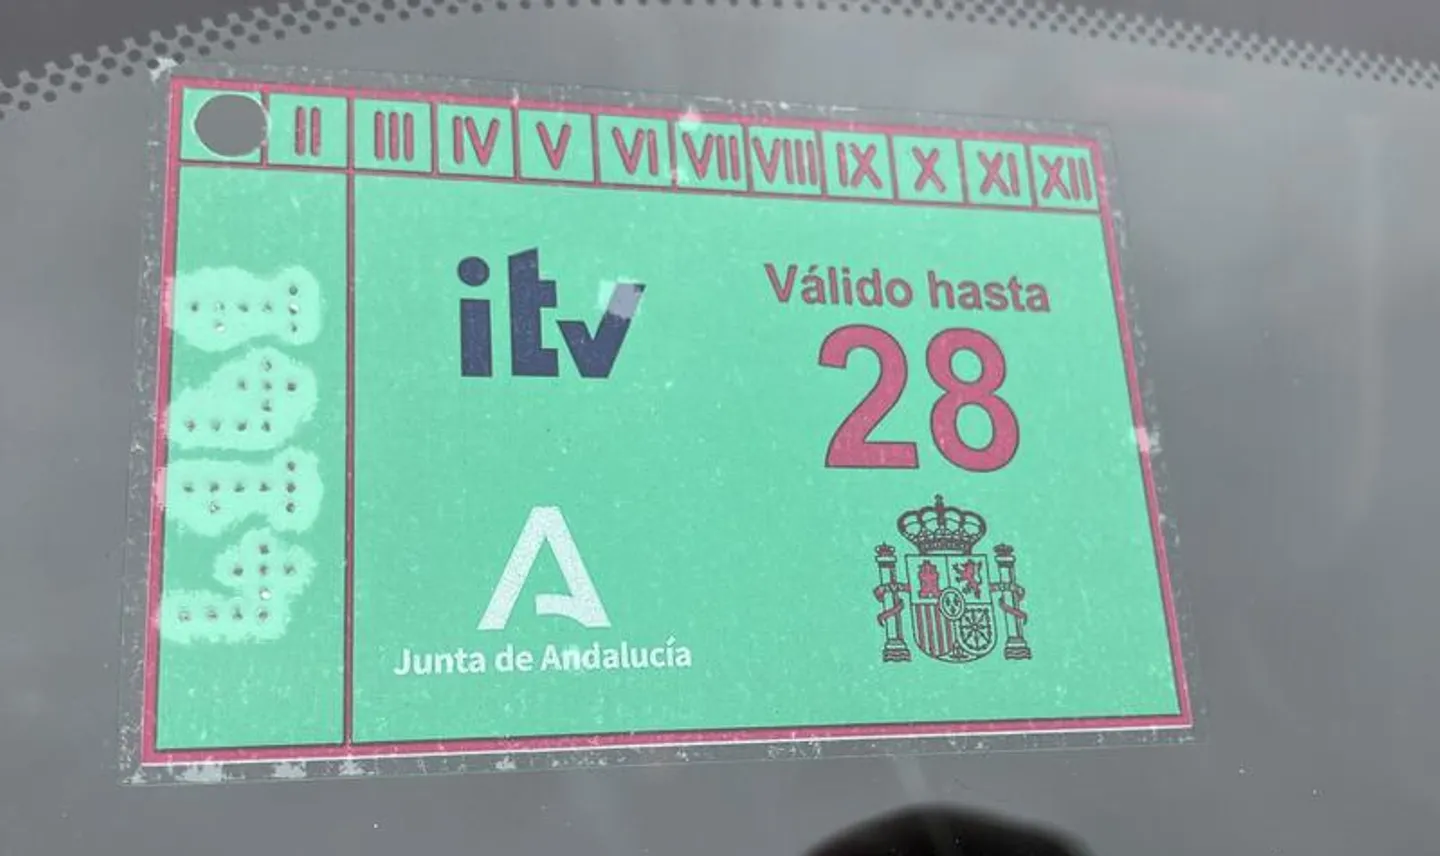 II III IV V VI VII VIII IX X XI XII
itv
Válido hasta
28
Junta de Andalucía